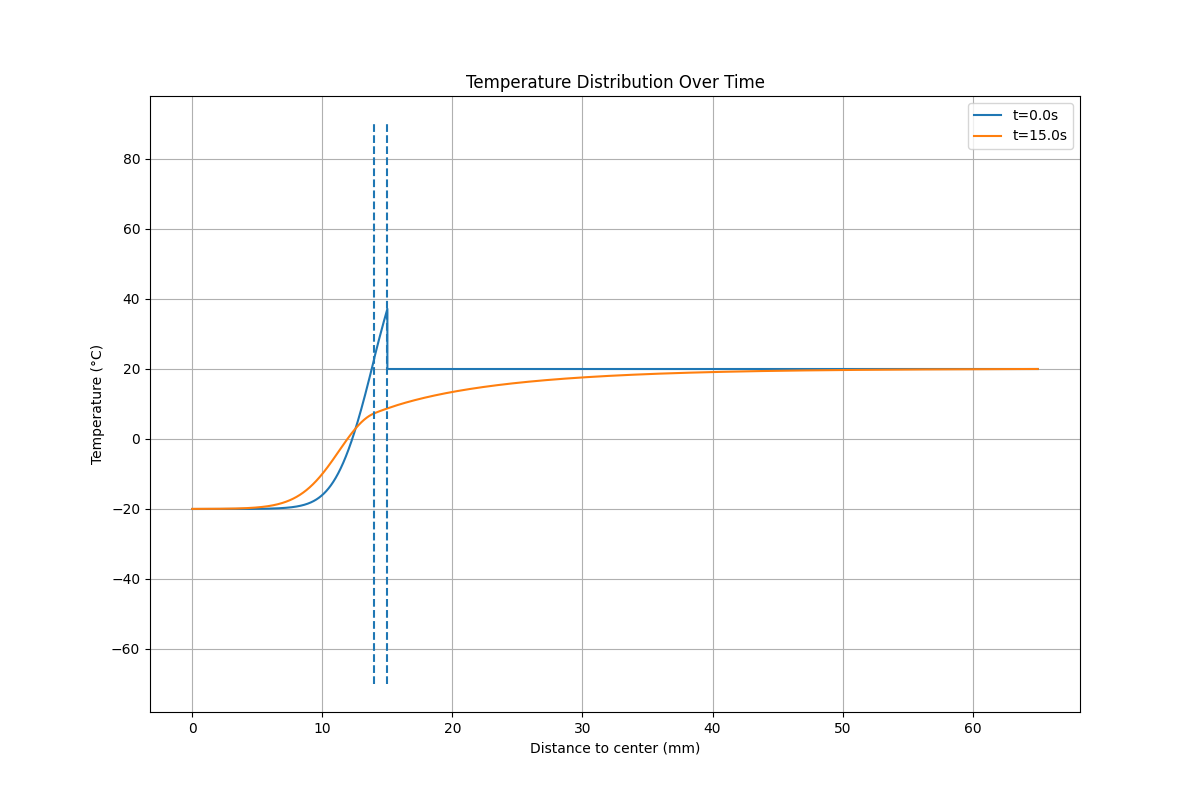 Temperature Distribution Over Time
t=0.0s
t=15.0s
Temperature (°C)
80
60
40
20
0
−20
−40
−60
0 10 20 30 40 50 60
Distance to center (mm)